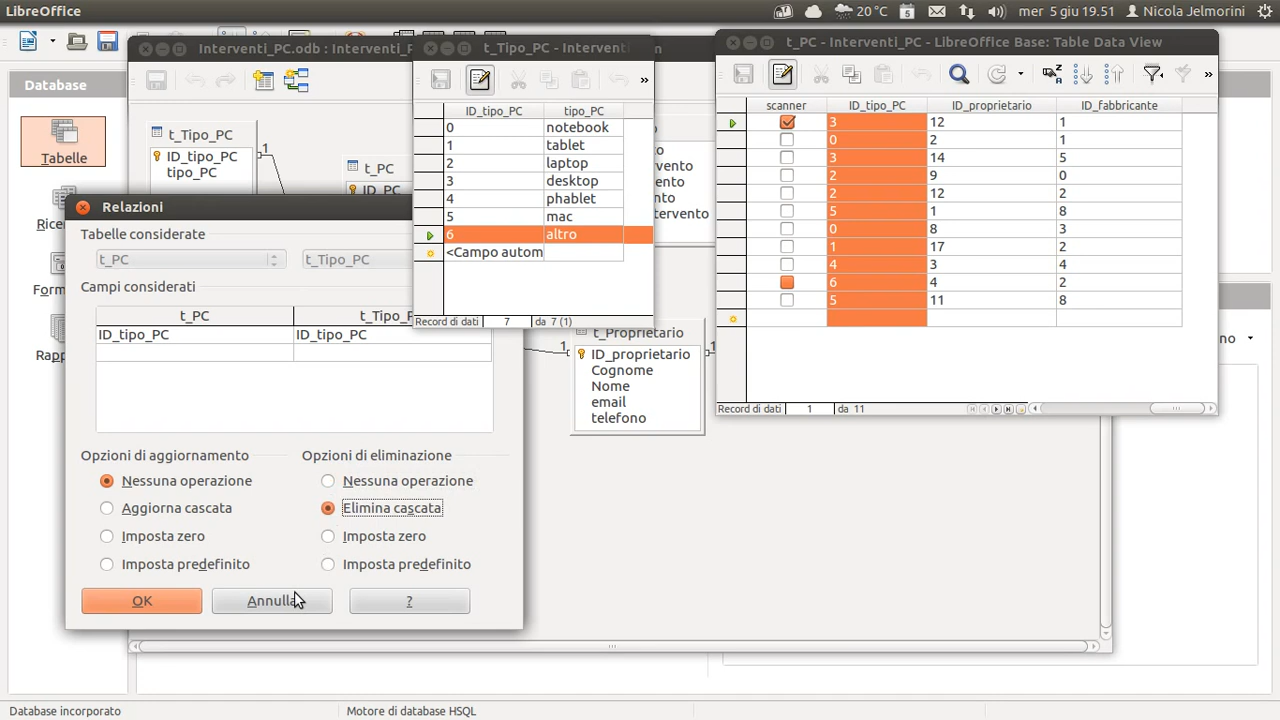 LibreOffice
20 °C
5
mer 5 giu 19.51
Nicola Jelmorini
Database
Tabelle
Database incorporato
Motore di database HSQL
Interventi_PC.odb : Interventi_P
t_Tipo_PC
ID_tipo_PC
tipo_PC
1
t_PC
ID_PC
1
t_Proprietario
ID_proprietario
Cognome
Nome
email
telefono
1
Relazioni
Tabelle considerate
t_PC
t_Tipo_PC
Campi considerati
t_PC
ID_tipo_PC
ID_tipo_PC
Opzioni di aggiornamento
Opzioni di eliminazione
Nessuna operazione
Nessuna operazione
Aggiorna cascata
Elimina cascata
Imposta zero
Imposta zero
Imposta predefinito
Imposta predefinito
OK
Annulla
?
t_Tipo_PC - Interventi
»
ID_tipo_PC tipo_PC
0 notebook
1 tablet
2 laptop
3 desktop
4 phablet
5 mac
6 altro
<Campo autom
Record di dati 7 da 7 (1)
t_PC - Interventi_PC - LibreOffice Base: Table Data View
»
scanner ID_tipo_PC ID_proprietario ID_fabbricante
3 12 1
0 2 1
3 14 5
2 9 0
2 12 2
5 1 8
0 8 3
1 17 2
4 3 4
6 4 2
5 11 8
Record di dati 1 da 11